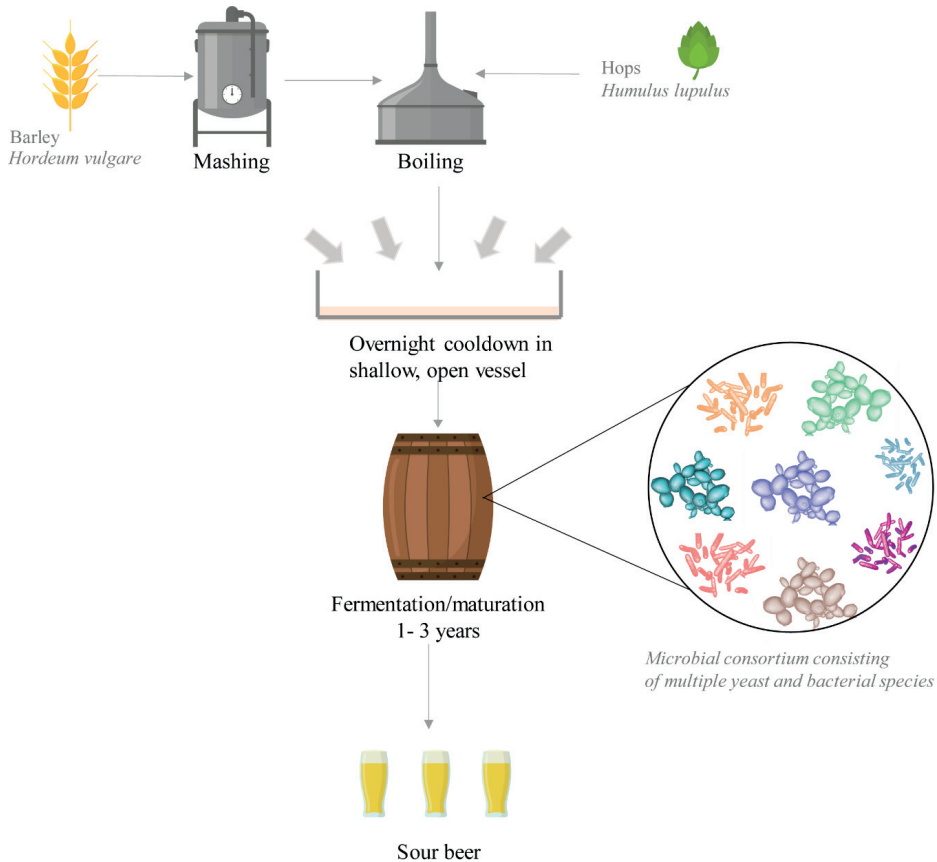 Hops
Humulus lupulus
Barley
Hordeum vulgare
Mashing
Boiling
Overnight cooldown in
shallow, open vessel
Fermentation/maturation
1- 3 years
Microbial consortium consisting
of multiple yeast and bacterial species
Sour beer